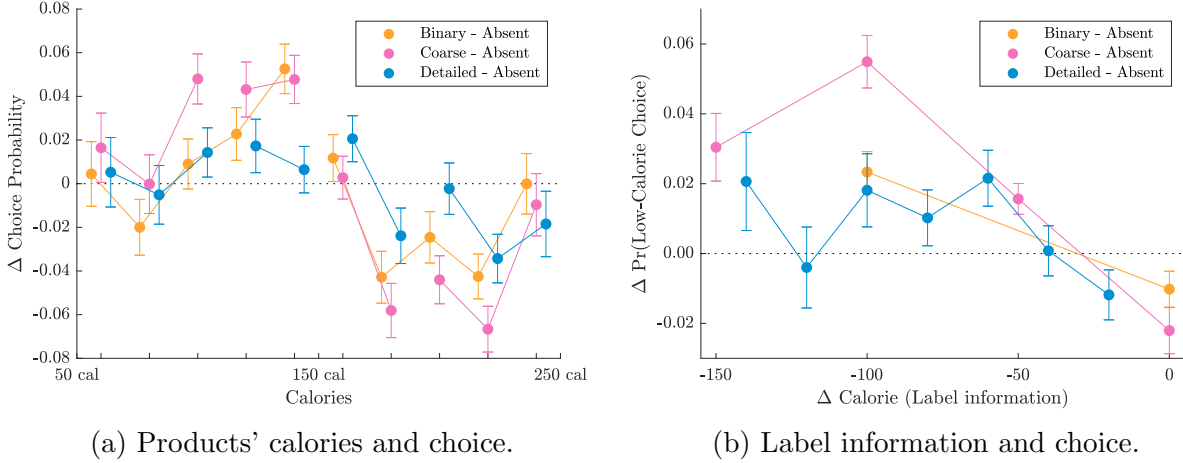 0.08
0.06
0.04
0.02
0
-0.02
-0.04
-0.06
-0.08
Δ Choice Probability
Binary - Absent
Coarse - Absent
Detailed - Absent
50 cal
150 cal
250 cal
Calories
(a) Products' calories and choice.
0.06
0.04
0.02
0.00
-0.02
Δ Pr(Low-Calorie Choice)
Binary - Absent
Coarse - Absent
Detailed - Absent
-150
-100
-50
0
Δ Calorie (Label information)
(b) Label information and choice.